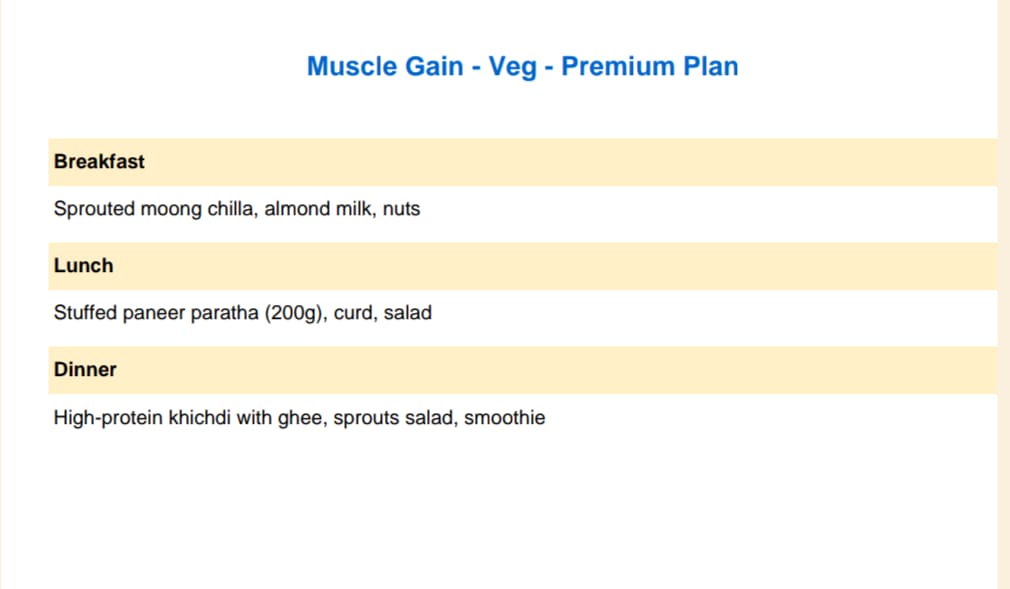 Muscle Gain - Veg - Premium Plan
Breakfast
Sprouted moong chilla, almond milk, nuts
Lunch
Stuffed paneer paratha (200g), curd, salad
Dinner
High-protein khichdi with ghee, sprouts salad, smoothie